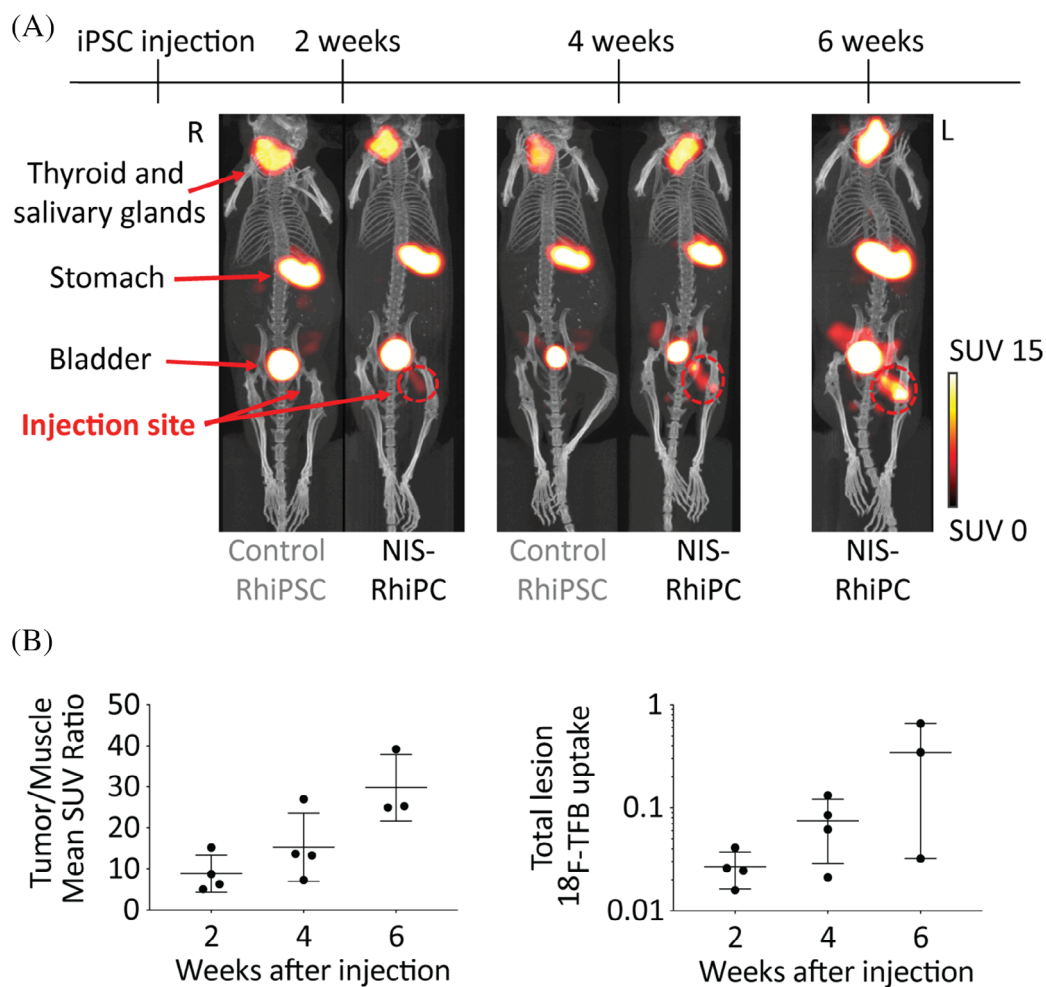 (A)
iPSC injection
2 weeks
4 weeks
6 weeks
R
L
Thyroid and
salivary glands
Stomach
Bladder
Injection site
SUV 15
SUV 0
Control
RhiPSC
NIS-
RhiPC
Control
RhiPSC
NIS-
RhiPC
NIS-
RhiPC
(B)
Tumor/Muscle
Mean SUV Ratio
50
40
30
20
10
0
2
4
6
Weeks after injection
Total lesion
18F-TFB uptake
1
0.1
0.01
2
4
6
Weeks after injection